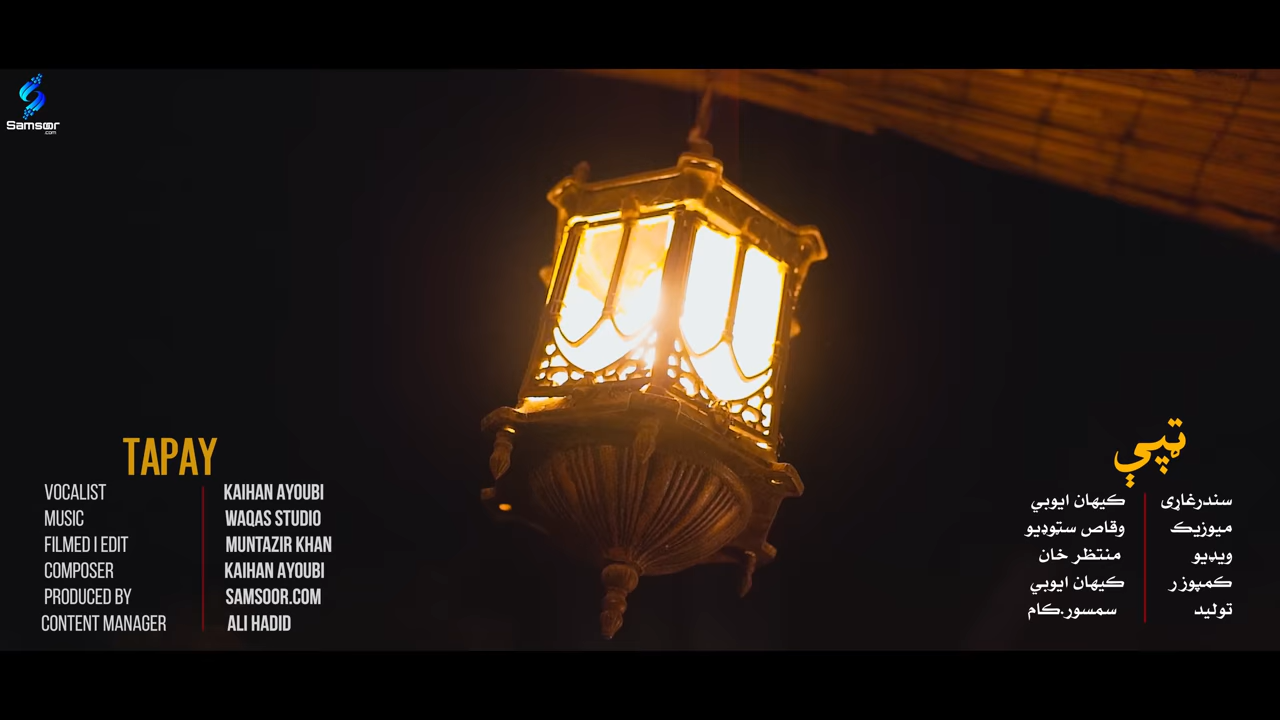 Samsoor
.com
TAPAY
VOCALIST KAIHAN AYOUBI
MUSIC WAQAS STUDIO
FILMED I EDIT MUNTAZIR KHAN
COMPOSER KAIHAN AYOUBI
PRODUCED BY SAMSOOR.COM
CONTENT MANAGER ALI HADID
ټپې
سندرغاړی کیهان ایوبي
میوزیک وقاص سټوډیو
ویډیو منتظر خان
کمپوزر کیهان ایوبي
تولید سمسور.کام